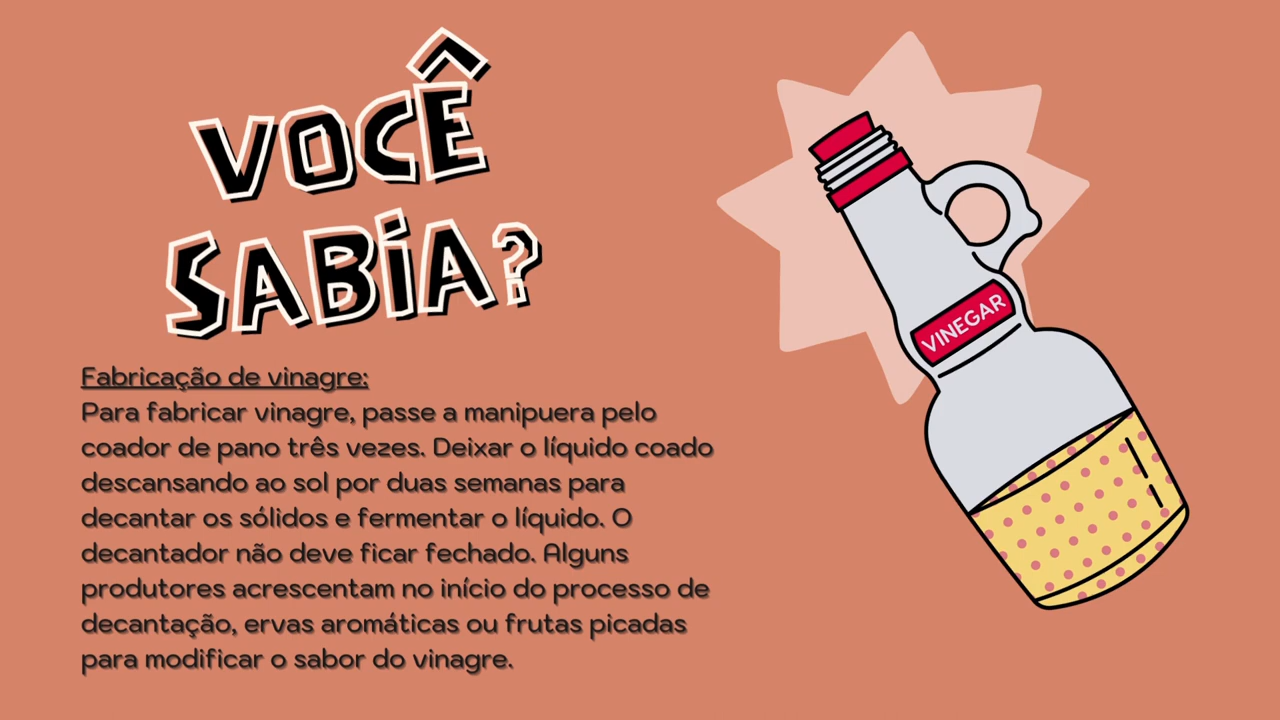 VOCÊ
SABIA?
VINEGAR
Fabricação de vinagre:
Para fabricar vinagre, passe a manipuera pelo
coador de pano três vezes. Deixar o líquido coado
descansando ao sol por duas semanas para
decantar os sólidos e fermentar o líquido. O
decantador não deve ficar fechado. Alguns
produtores acrescentam no início do processo de
decantação, ervas aromáticas ou frutas picadas
para modificar o sabor do vinagre.